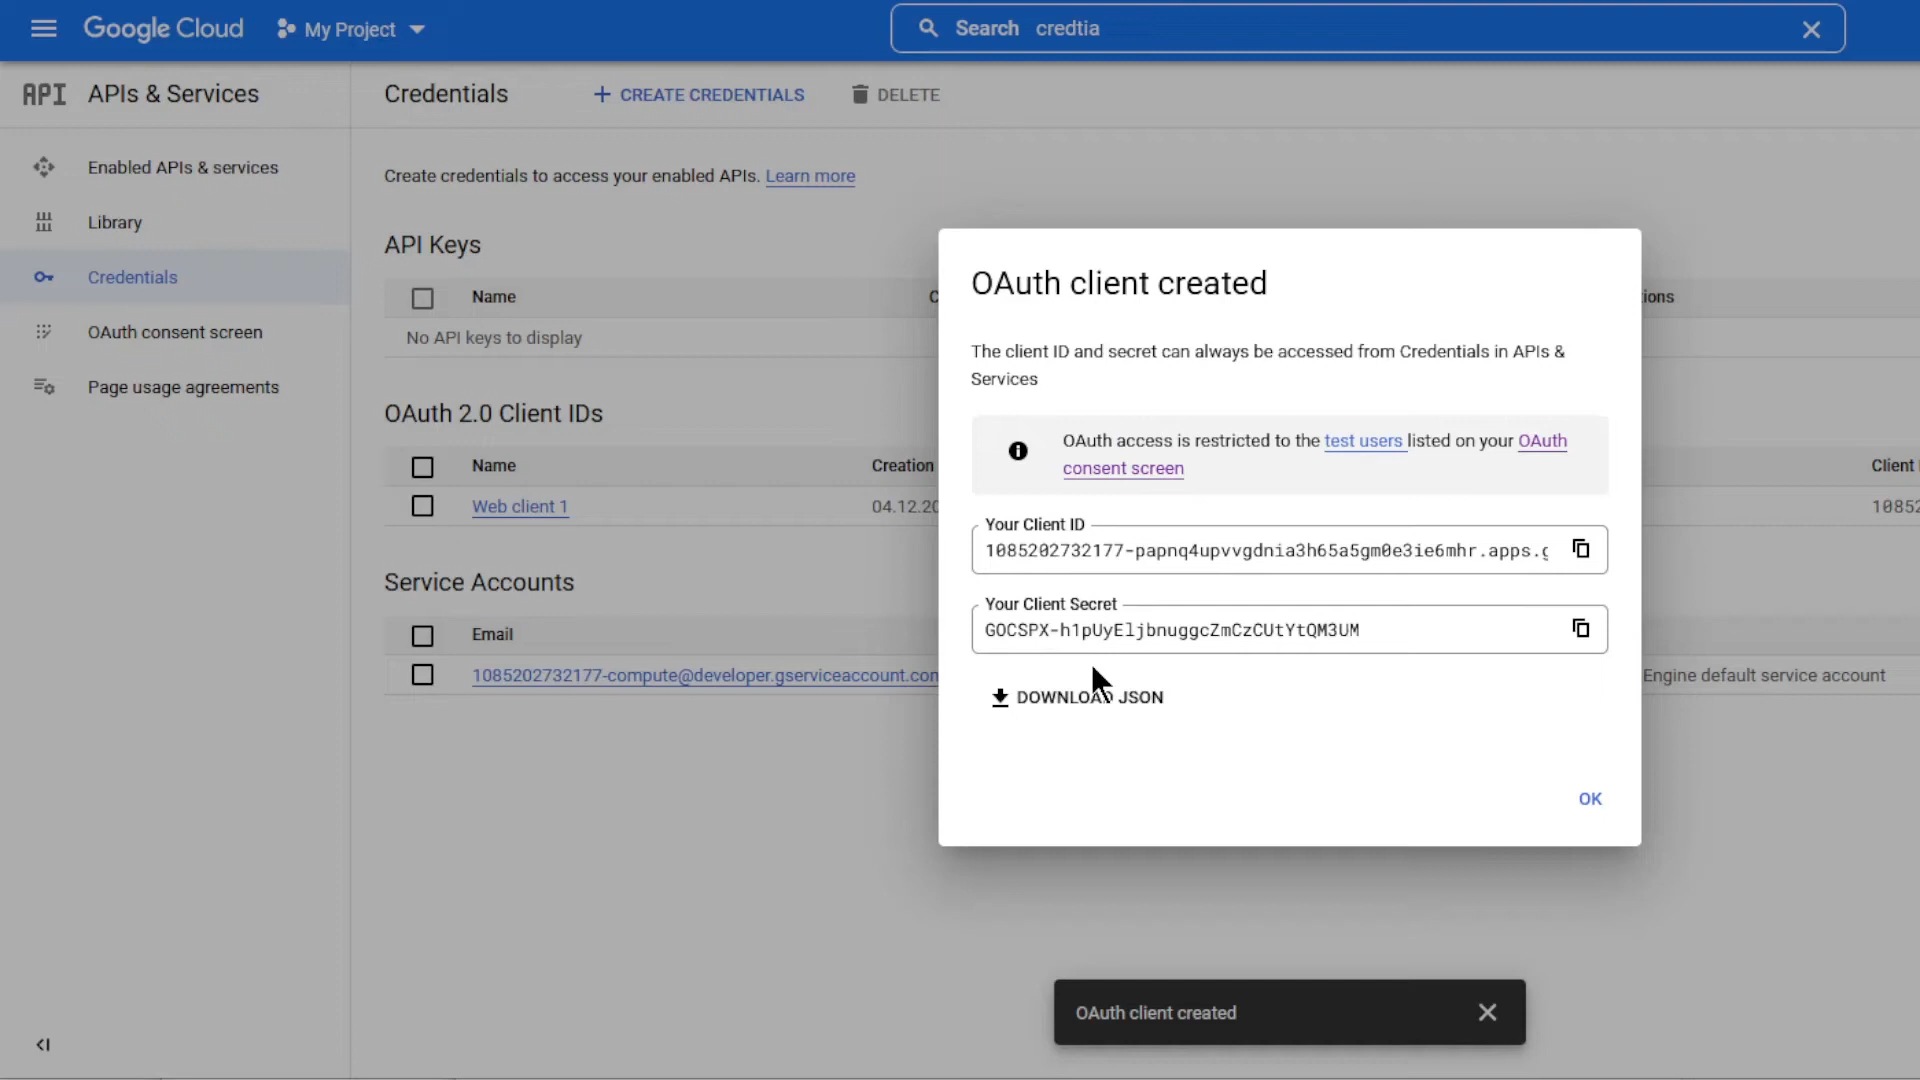 Google Cloud
My Project
Search credtia
API APIs & Services
Credentials
CREATE CREDENTIALS
DELETE
Enabled APIs & services
Library
Credentials
OAuth consent screen
Page usage agreements
Create credentials to access your enabled APIs. Learn more
API Keys
Name
No API keys to display
OAuth 2.0 Client IDs
Name Creation
Client
Web client 1
04.12.20
1085
Service Accounts
Email
1085202732177-compute@developer.gserviceaccount.com
Engine default service account
OAuth client created
The client ID and secret can always be accessed from Credentials in APIs &
Services
OAuth access is restricted to the test users listed on your OAuth
consent screen
Your Client ID
1085202732177-papnq4upvvgdnia3h65a5gm0e3ie6mhr.apps.g
Your Client Secret
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
DOWNLOAD JSON
OK
OAuth client created